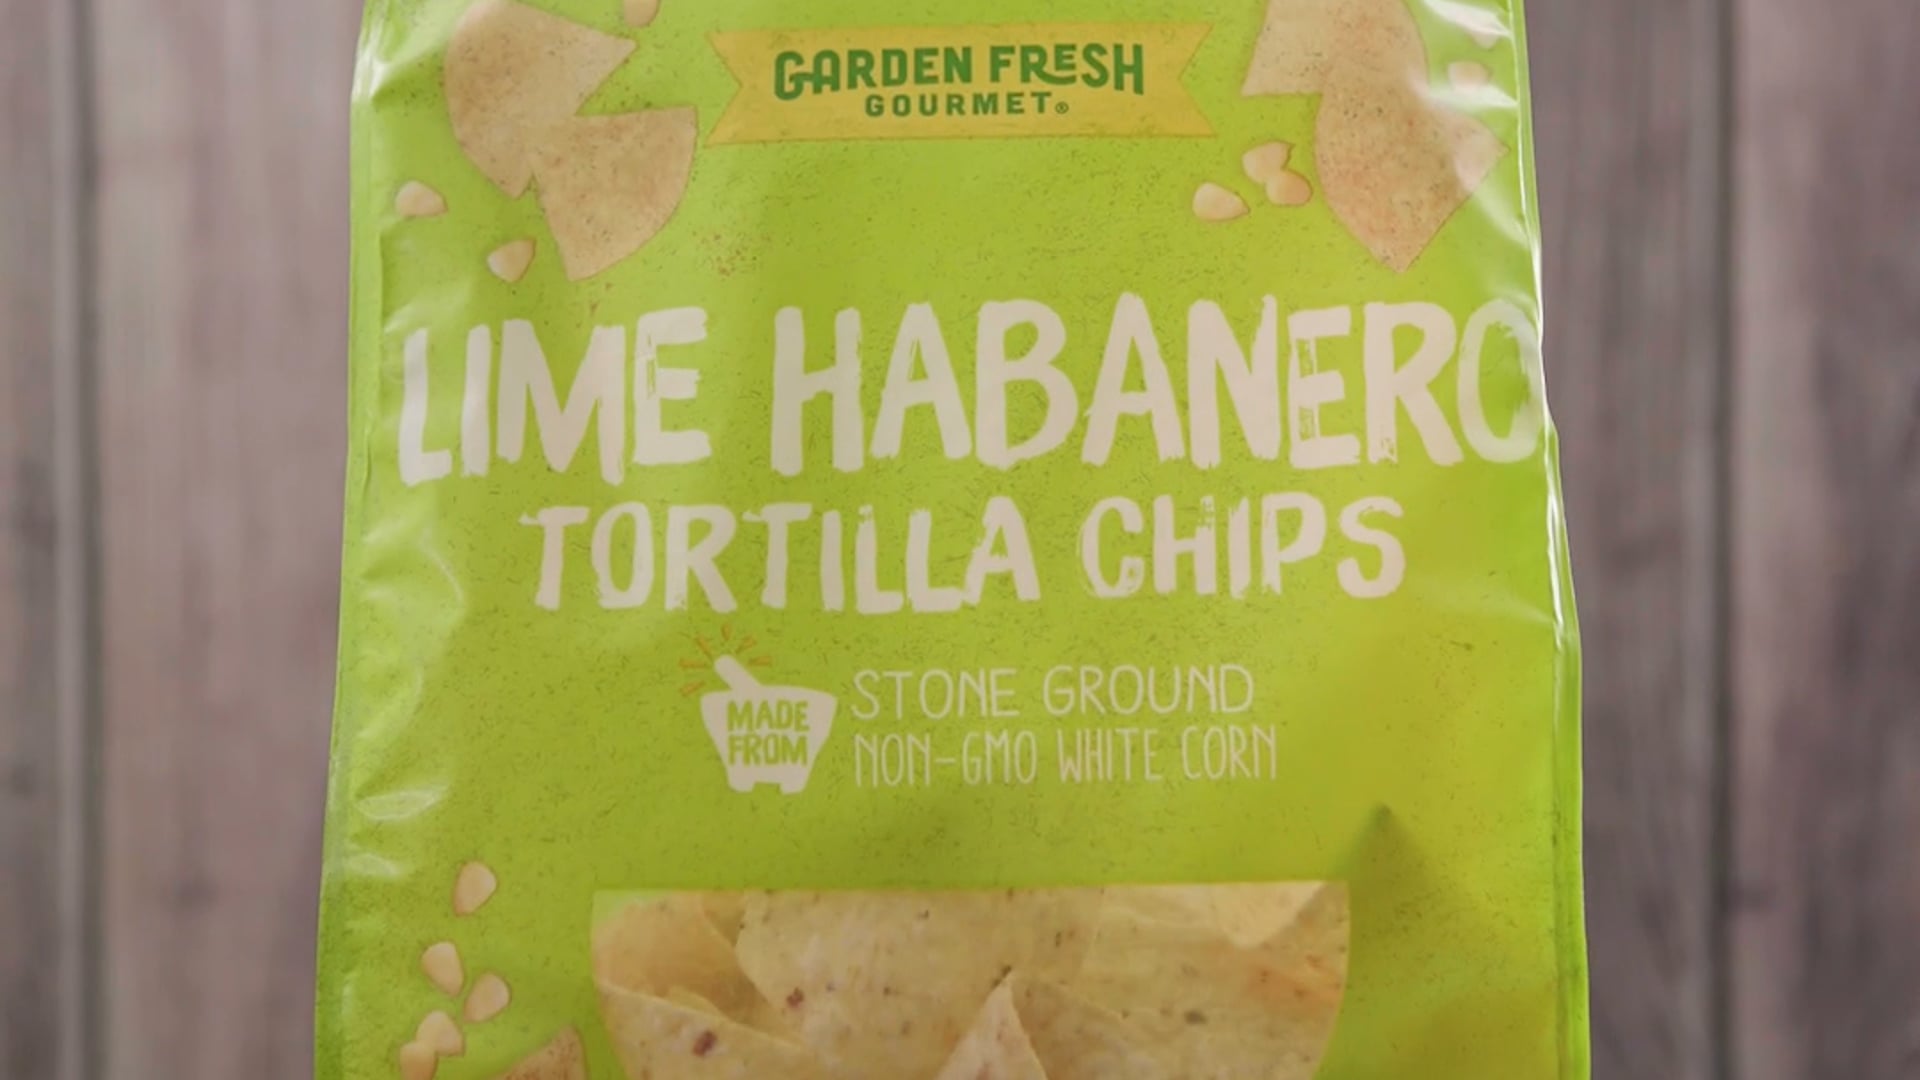 GARDEN FRESH
GOURMET®
LIME HABANERO
TORTILLA CHIPS
MADE
FROM
STONE GROUND
NON-GMO WHITE CORN